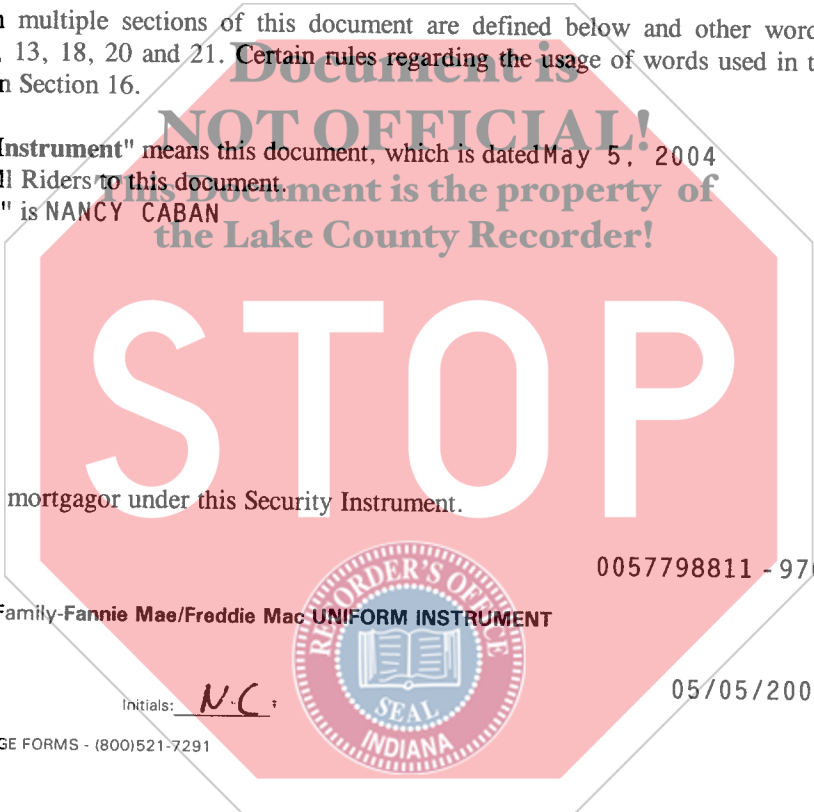 multiple sections of this document are defined below and other word
13, 18, 20 and 21. Certain rules regarding the usage of words used in t
n Section 16.
Document is
NOT OFFICIAL!
Instrument" means this document, which is dated May 5, 2004
ll Riders to this document.
This Document is the property of
" is NANCY CABAN
the Lake County Recorder!
STOP
mortgagor under this Security Instrument.
0057798811 - 970
Family-Fannie Mae/Freddie Mac UNIFORM INSTRUMENT
RECORDER'S OFFICE
SEAL
INDIANA
Initials: N.C.
05/05/200
GE FORMS - (800)521-7291